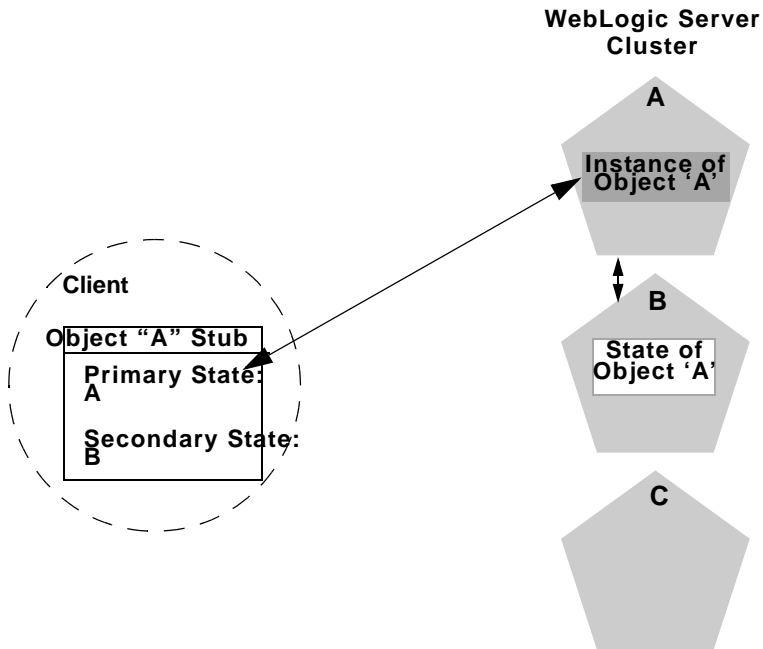 WebLogic Server
Cluster
A
Instance of
Object ‘A’
Client
Object “A” Stub
Primary State:
A
Secondary State:
B
B
State of
Object ‘A’
C